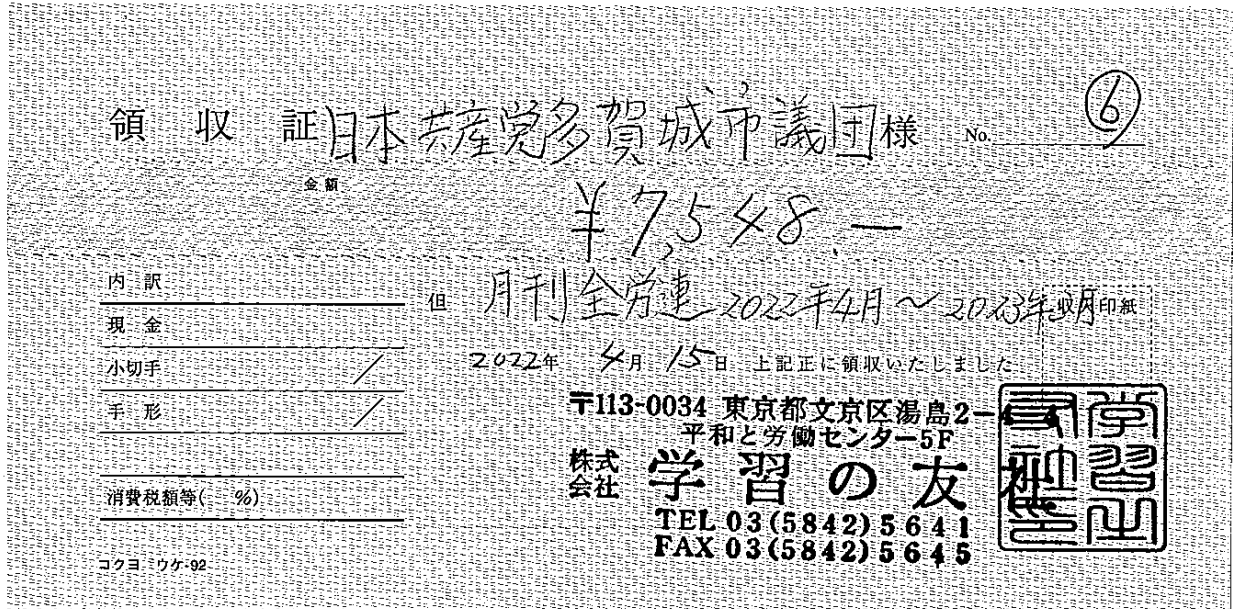 領収証 日本共産党多賀城市議団 様 No. ⑥
金額
¥7,548.—
内訳
但 月刊全労連 2022年4月～2023年3月
収入印紙
現金
小切手
2022年 4月 15日 上記正に領収いたしました
手形
〒113-0034 東京都文京区湯島2-4-4
平和と労働センター5F
株式会社 学習の友社
消費税額等( %)
TEL 03(5842)5641
FAX 03(5842)5645
コクヨ ウケ-92